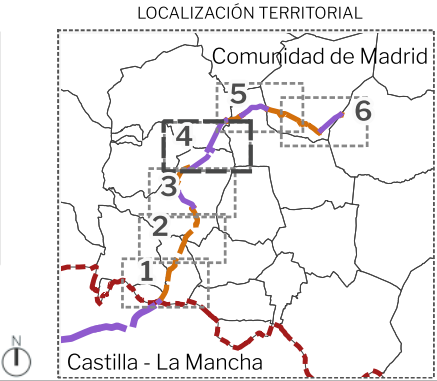 LOCALIZACIÓN TERRITORIAL
Comunidad de Madrid
5
6
4
3
2
1
N
Castilla - La Mancha